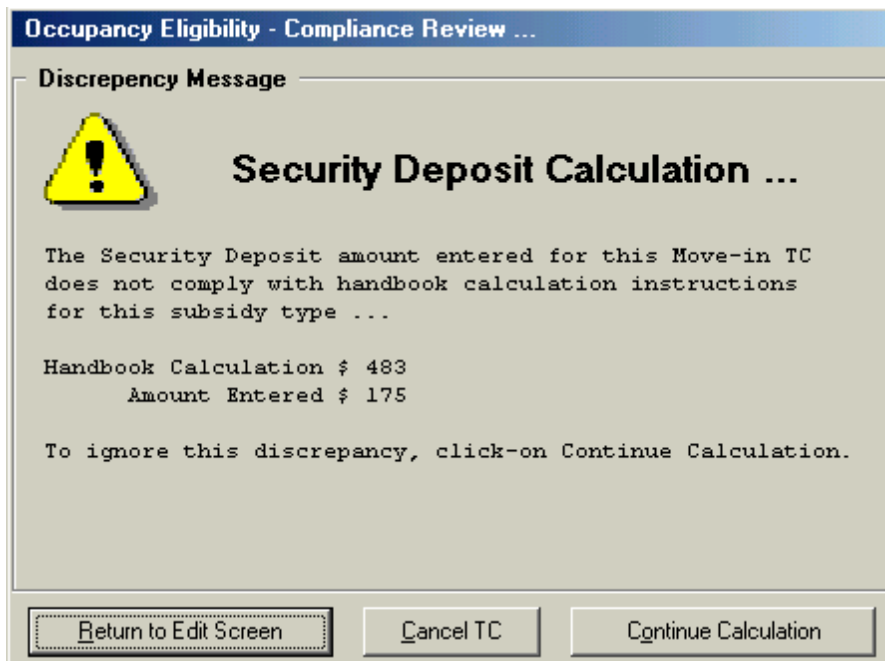 Occupancy Eligibility - Compliance Review ...
Discrepency Message
Security Deposit Calculation ...
The Security Deposit amount entered for this Move-in TC
does not comply with handbook calculation instructions
for this subsidy type ...
Handbook Calculation $ 483
Amount Entered $ 175
To ignore this discrepancy, click-on Continue Calculation.
Return to Edit Screen
Cancel TC
Continue Calculation